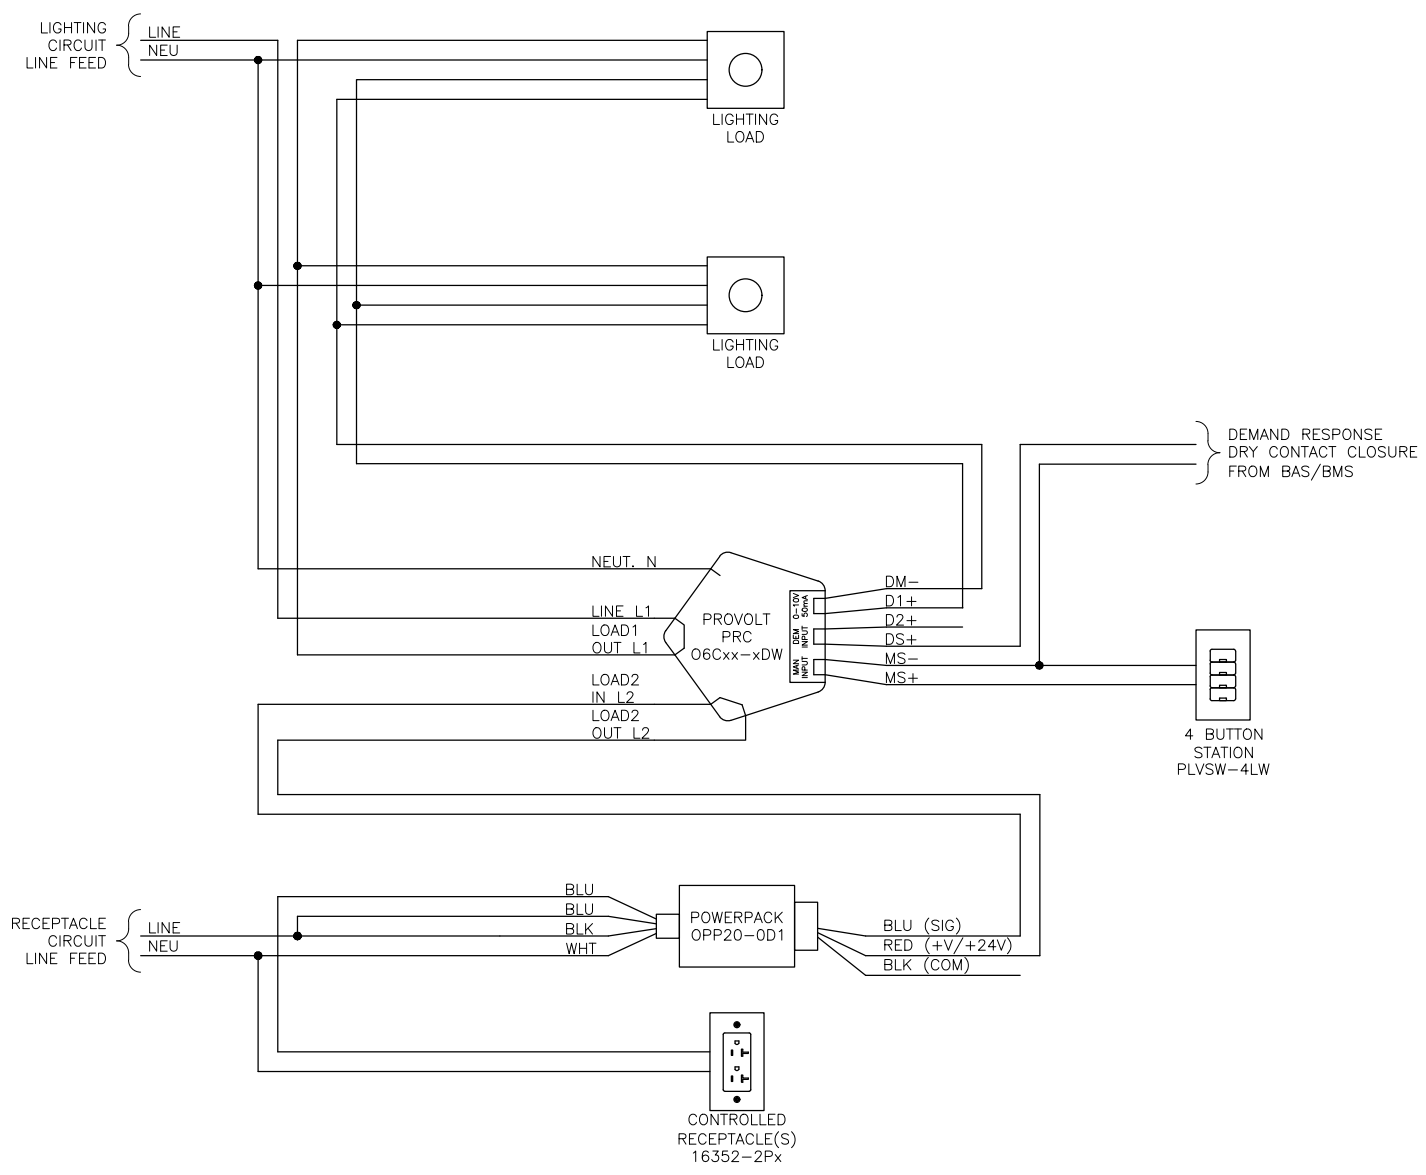 LIGHTING
CIRCUIT
LINE FEED
LINE
NEU
LIGHTING
LOAD
LIGHTING
LOAD
DEMAND RESPONSE
DRY CONTACT CLOSURE
FROM BAS/BMS
NEUT. N
LINE L1
LOAD1
OUT L1
LOAD2
IN L2
LOAD2
OUT L2
PROVOLT
PRC
O6Cxx-xDW
0-10V
50mA
DEM
INPUT
MAN
INPUT
DM-
D1+
D2+
DS+
MS-
MS+
4 BUTTON
STATION
PLVSW-4LW
RECEPTACLE
CIRCUIT
LINE FEED
LINE
NEU
BLU
BLU
BLK
WHT
POWERPACK
OPP20-0D1
BLU (SIG)
RED (+V/+24V)
BLK (COM)
CONTROLLED
RECEPTACLE(S)
16352-2Px